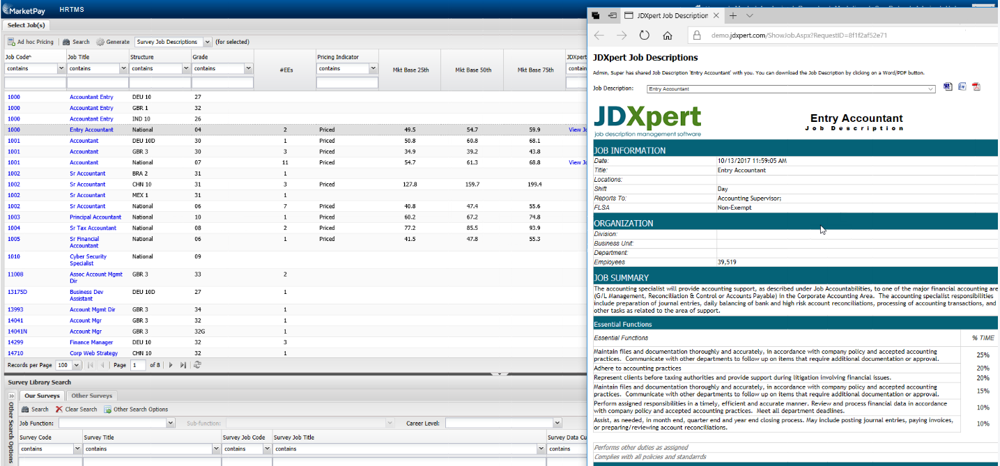 MarketPay HRTMS
Select Job(s)
Ad hoc Pricing Search Generate Survey Job Descriptions (for selected)
Job Code Job Title Structure Grade #EEs Pricing Indicator Mkt Base 25th Mkt Base 50th Mkt Base 75th JDXpert
contains contains contains contains contains contain
1000 Accountant Entry DEU 10 27
1000 Accountant Entry GBR 1 32
1000 Accountant Entry IND 10 26
1000 Entry Accountant National 04 2 Priced 49.5 54.7 59.9 View Jo
1001 Accountant DEU 10D 30 1 Priced 50.8 60.8 68.1
1001 Accountant GBR 3 30 3 Priced 34.9 39.2 43.8
1001 Accountant National 07 11 Priced 54.7 61.3 68.8 View Jo
1002 Sr Accountant BRA 2 31 1
1002 Sr Accountant CHN 10 31 3 Priced 127.8 159.7 199.4
1002 Sr Accountant MEX 1 31 1
1002 Sr Accountant National 06 7 Priced 40.8 47.4 55.6
1003 Principal Accountant National 10 1 Priced 60.2 67.2 74.8
1004 Sr Tax Accountant National 08 2 Priced 77.2 85.5 93.9
1005 Sr Financial Accountant National 06 1 Priced 41.5 47.8 55.3
1010 Cyber Security Specialist National 09
11008 Assoc Account Mgmt Dir GBR 3 33 2
13175D Business Dev Assistant DEU 10D 27 1
13993 Account Mgmt Dir GBR 3 34 1
14041 Account Mgr GBR 3 32 1
14041N Account Mgr GBR 3 32G 1
14299 Finance Manager DEU 10 32 3
14710 Corp Web Strategy CHN 10 32 1
Records per Page 100 Page 1 of 8
Survey Library Search
Our Surveys Other Surveys
Search Clear Search Other Search Options
Other Search Options
Job Function: Sub-function: Career Level:
Survey Code Survey Title Survey Job Code Survey Job Title Survey Data Cu
contains contains contains contains contains
JDXpert Job Description
demo.jdxpert.com/ShowJob.Aspx?RequestID=8f1f2af52e71
JDXpert Job Descriptions
Admin, Super has shared Job Description 'Entry Accountant' with you. You can download the Job Description by clicking on a Word/PDF button.
Job Description: Entry Accountant
JDXpert
job description management software
Entry Accountant
Job Description
JOB INFORMATION
Date: 10/13/2017 11:59:05 AM
Title: Entry Accountant
Locations:
Shift Day
Reports To: Accounting Supervisor;
FLSA Non-Exempt
ORGANIZATION
Division:
Business Unit:
Department:
Employees 39,519
JOB SUMMARY
The accounting specialist will provide accounting support, as described under Job Accountabilities, to one of the major financial accounting are
(G/L Management, Reconciliation & Control or Accounts Payable) in the Corporate Accounting Area. The accounting specialist responsibilities
include preparation of journal entries, daily balancing of bank and high risk account reconciliations, processing of accounting transactions, and
other tasks as related to the area of support.
Essential Functions
Essential Functions % TIME
Maintain files and documentation thoroughly and accurately, in accordance with company policy and accepted accounting
practices. Communicate with other departments to follow up on items that require additional documentation or approval. 25%
Adhere to accounting practices 20%
Represent clients before taxing authorities and provide support during litigation involving financial issues. 20%
Maintain files and documentation thoroughly and accurately, in accordance with company policy and accepted accounting
practices. Communicate with other departments to follow up on items that require additional documentation or approval. 15%
Perform assigned responsibilities in a timely, efficient and accurate manner. Review and process financial data in accordance
with company policy and accepted accounting practices. Meet all department deadlines. 10%
Assist, as needed, in month end, quarter end and year end closing process. May include posting journal entries, paying invoices,
or preparing/reviewing account reconciliations. 10%
Performs other duties as assigned
Complies with all policies and standarrds